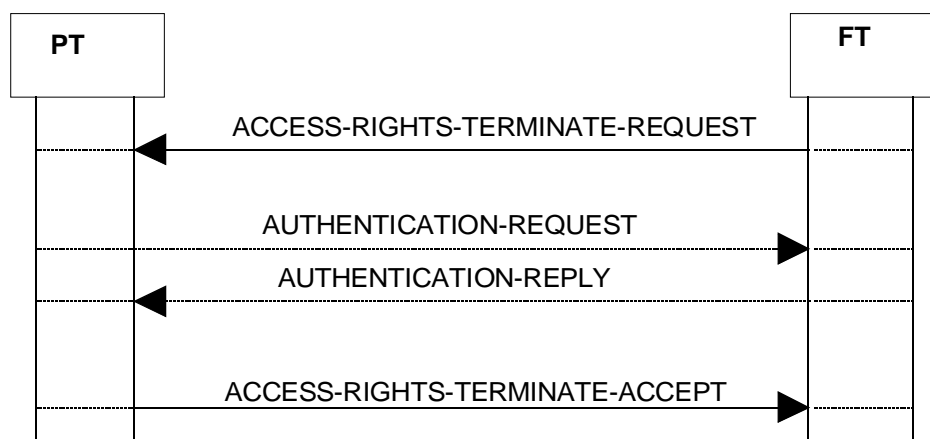 PT
FT
ACCESS-RIGHTS-TERMINATE-REQUEST
AUTHENTICATION-REQUEST
AUTHENTICATION-REPLY
ACCESS-RIGHTS-TERMINATE-ACCEPT